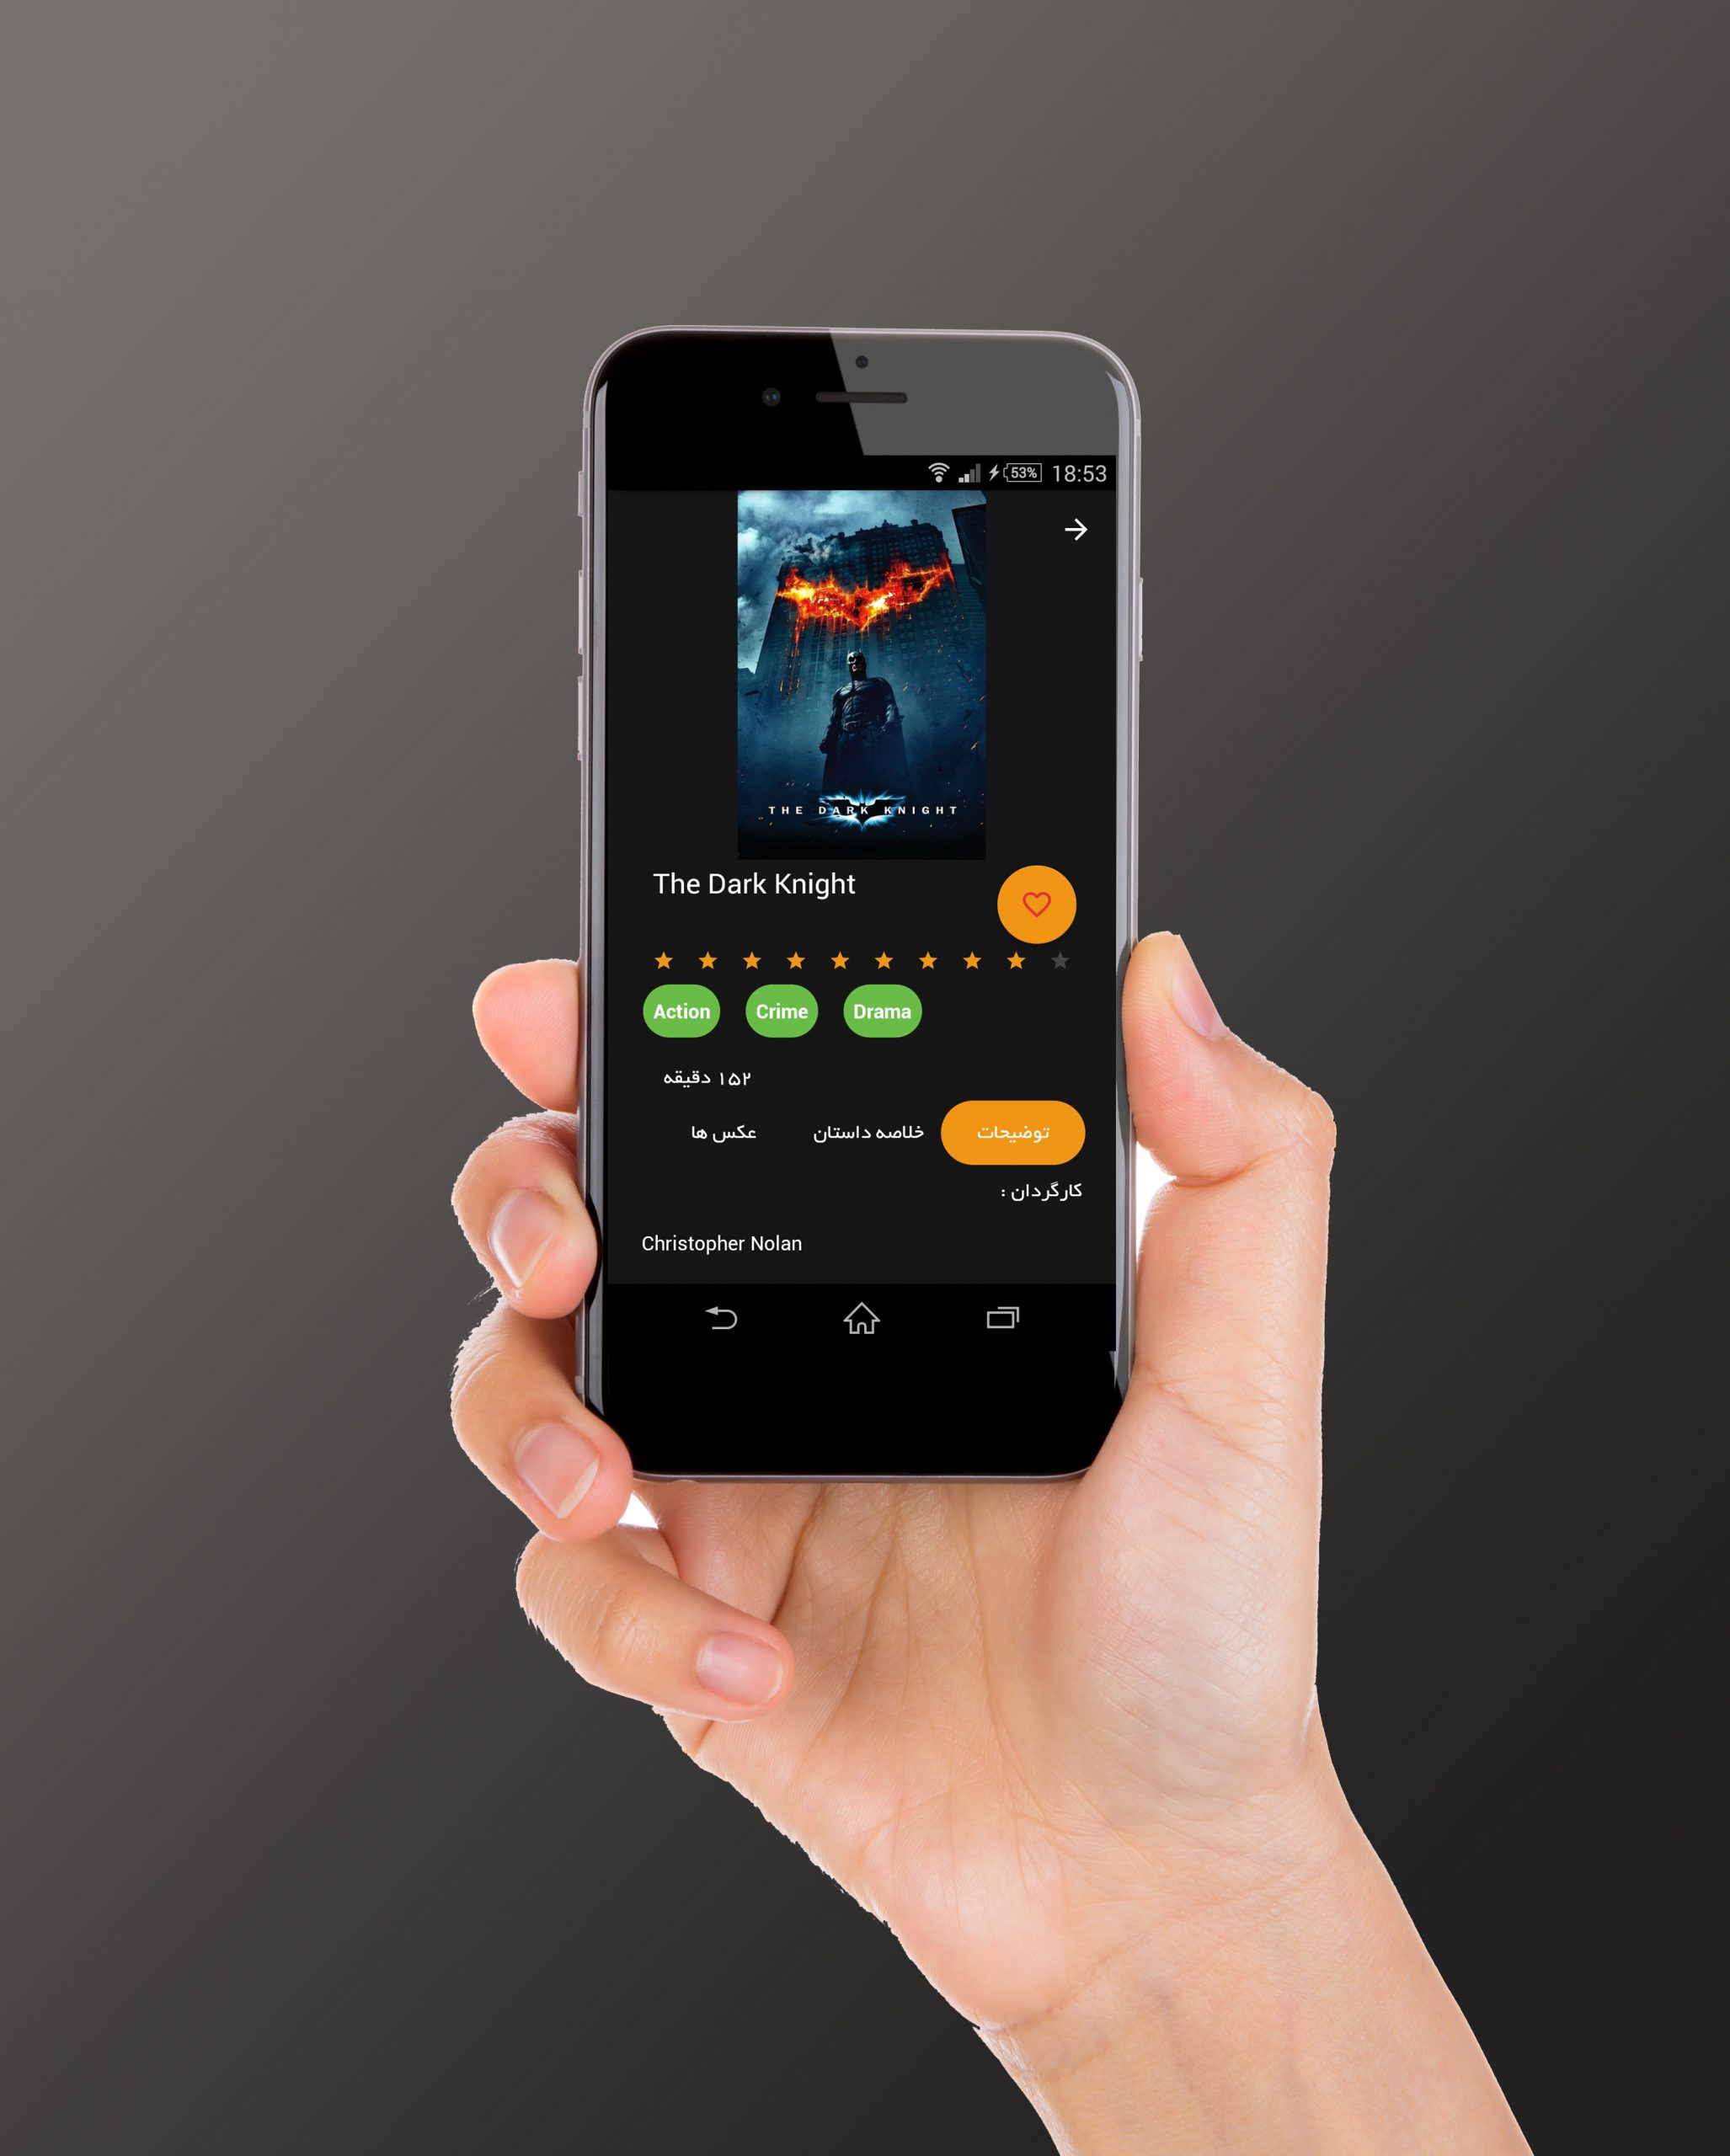 53% 18:53
THE DARK KNIGHT
The Dark Knight
Action Crime Drama
۱۵۲ دقیقه
توضیحات خلاصه داستان عکس ها
کارگردان :
Christopher Nolan